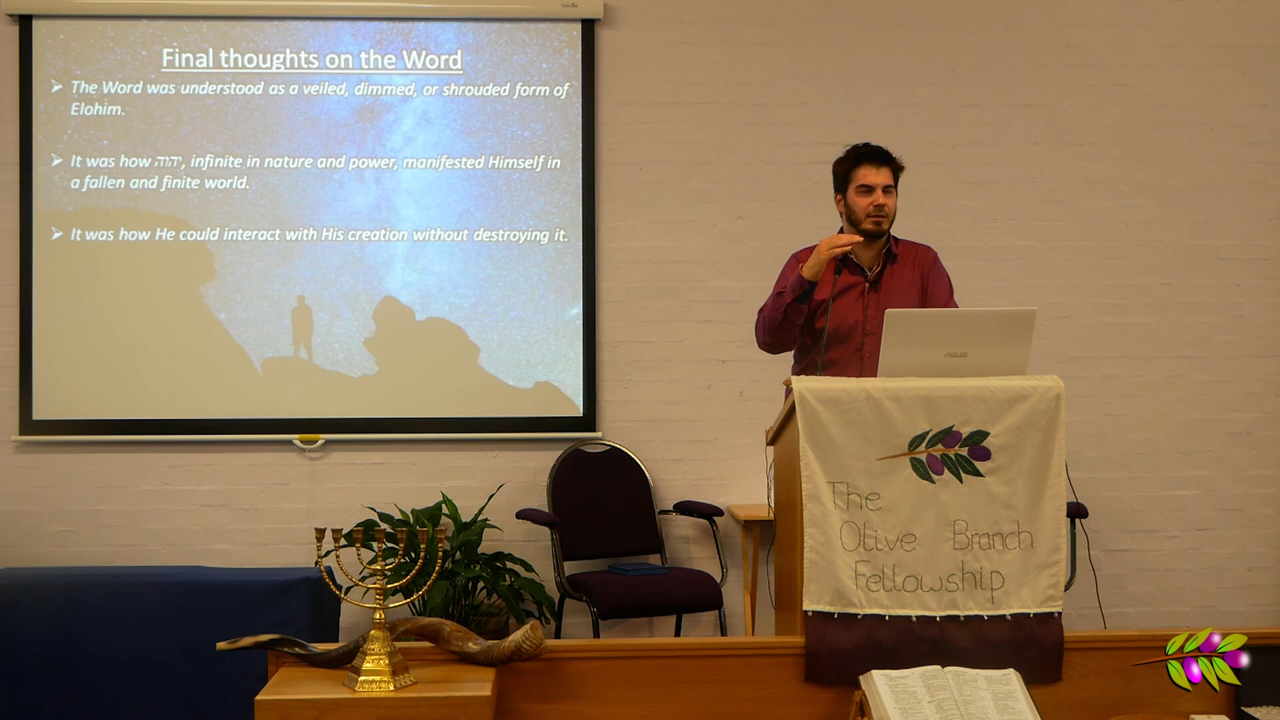 Final thoughts on the Word
➢ The Word was understood as a veiled, dimmed, or shrouded form of
Elohim.
➢ It was how יהוה, infinite in nature and power, manifested Himself in
a fallen and finite world.
➢ It was how He could interact with His creation without destroying it.
ASUS
The
Olive Branch
Fellowship